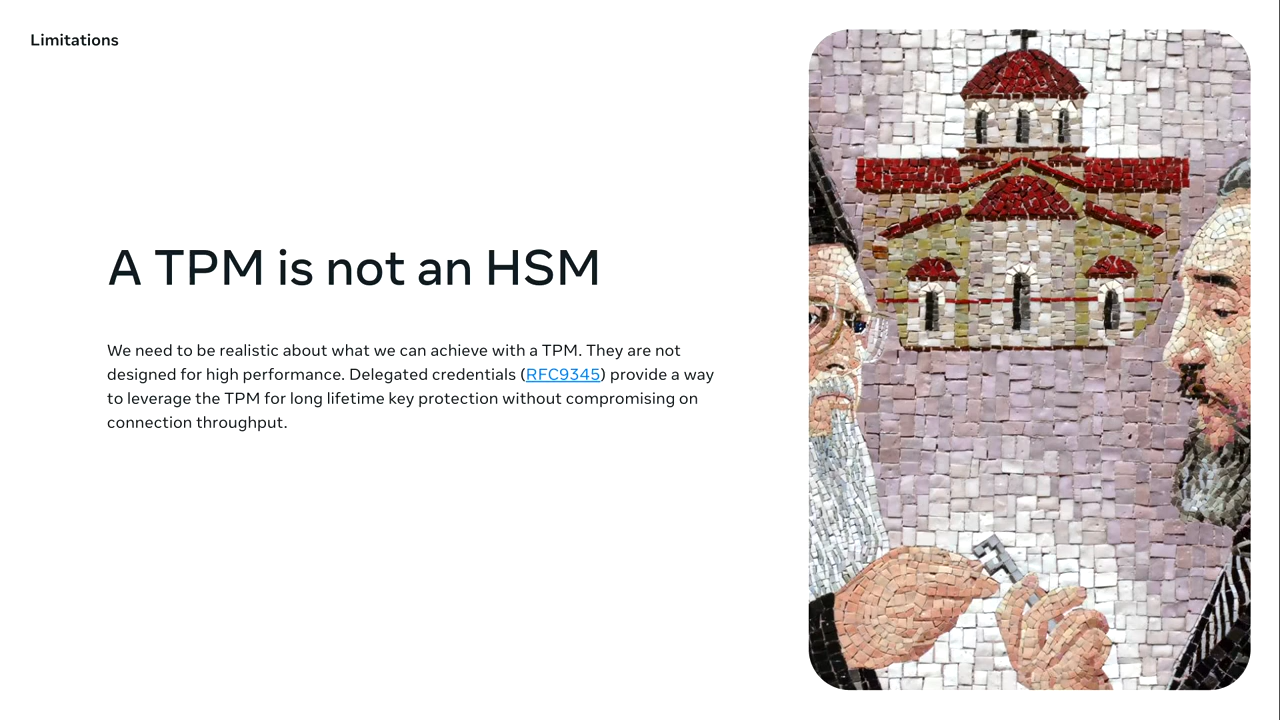 Limitations
A TPM is not an HSM
We need to be realistic about what we can achieve with a TPM. They are not
designed for high performance. Delegated credentials (RFC9345) provide a way
to leverage the TPM for long lifetime key protection without compromising on
connection throughput.